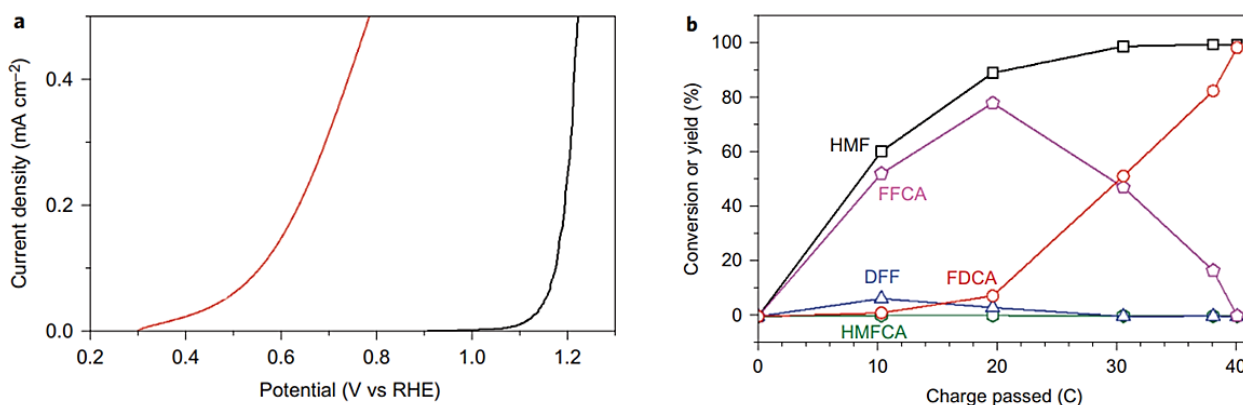 a
Current density (mA cm⁻²)
0.4
0.2
0.0
0.2 0.4 0.6 0.8 1.0 1.2
Potential (V vs RHE)
b
Conversion or yield (%)
100
80
60
40
20
0
HMF
FFCA
DFF
FDCA
HMFCA
0 10 20 30 40
Charge passed (C)